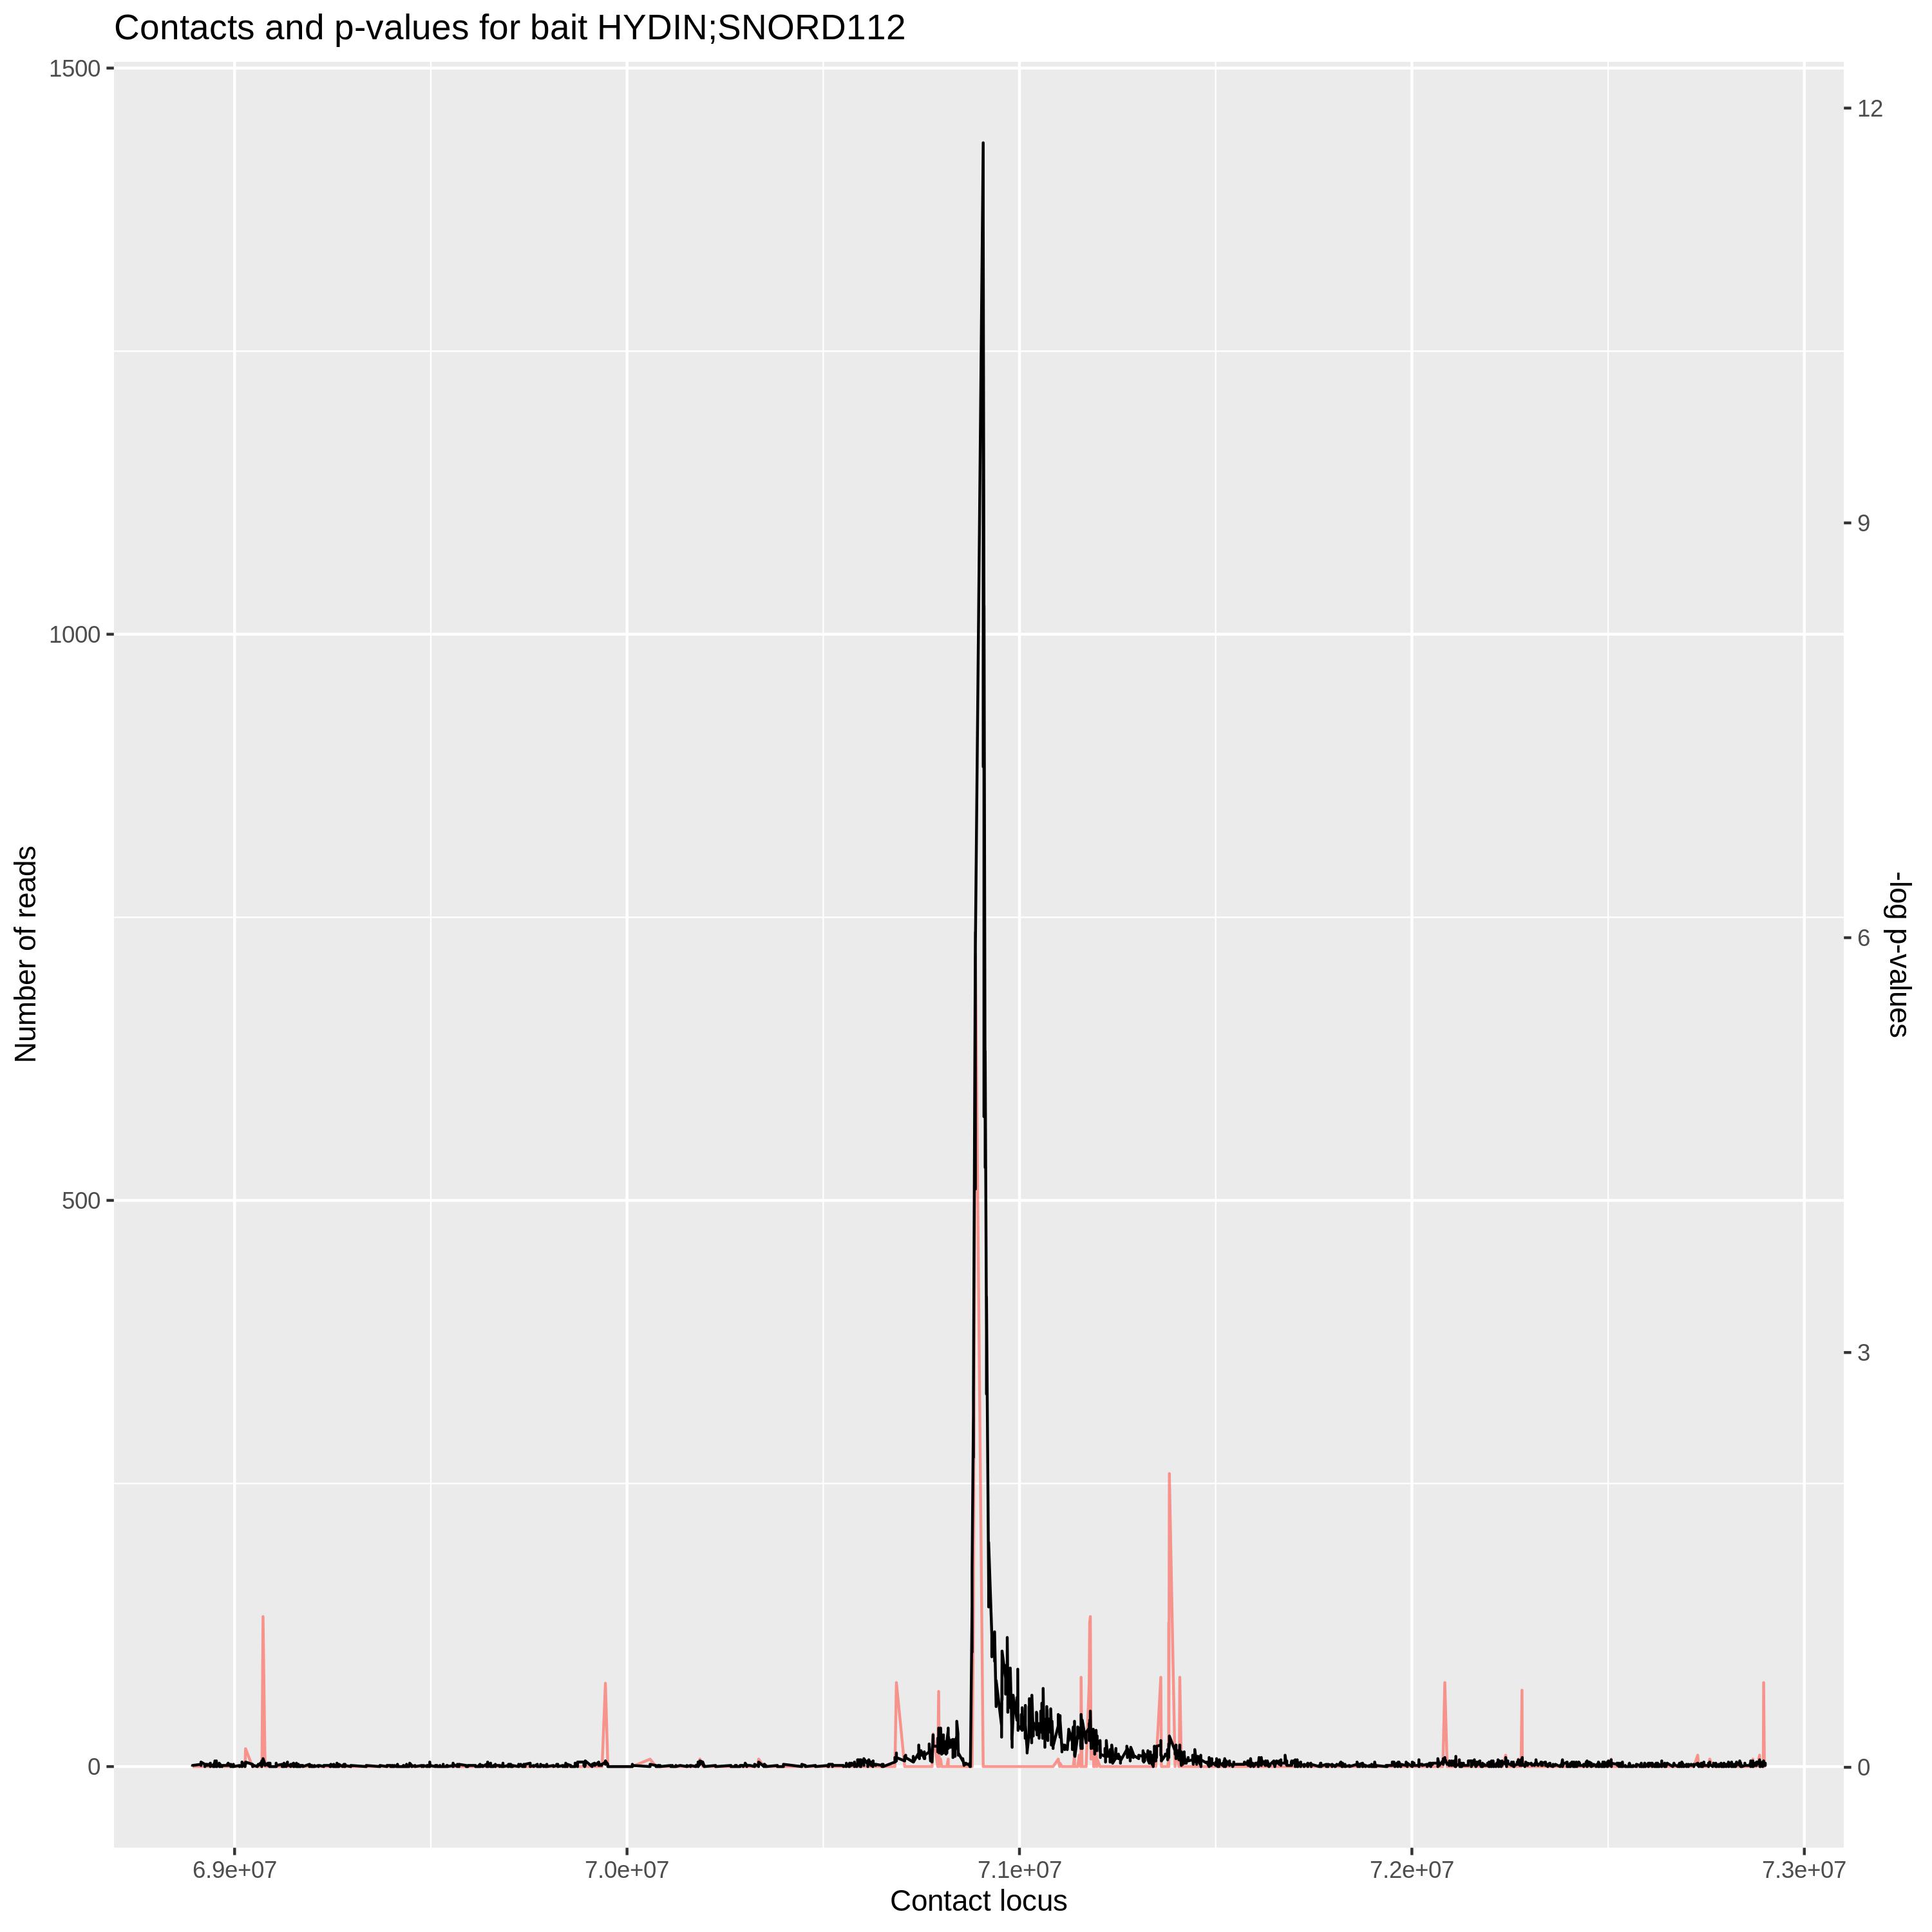 Contacts and p-values for bait HYDIN;SNORD112
1500
1000
500
0
Number of reads
12
9
6
3
0
-log p-values
6.9e+07
7.0e+07
7.1e+07
7.2e+07
7.3e+07
Contact locus